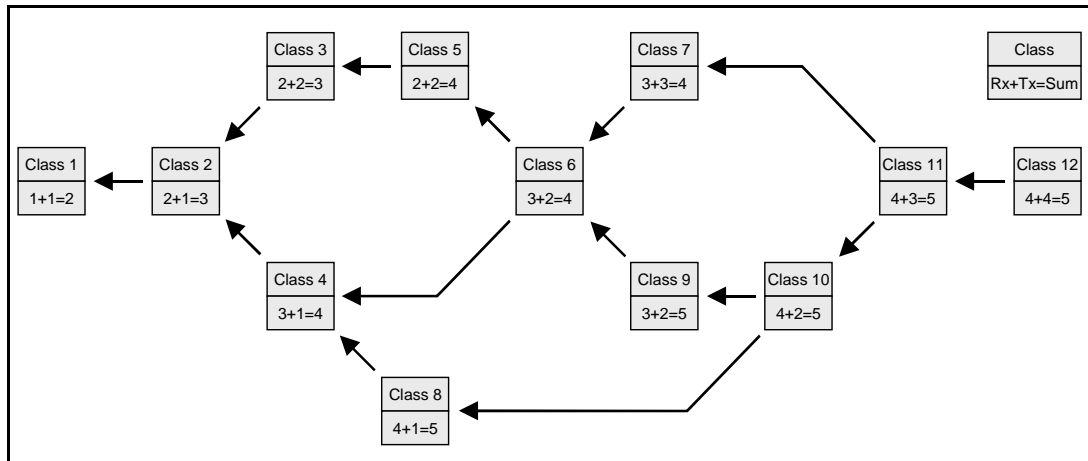 Class 3
2+2=3
Class 5
2+2=4
Class 7
3+3=4
Class
Rx+Tx=Sum
Class 1
1+1=2
Class 2
2+1=3
Class 6
3+2=4
Class 11
4+3=5
Class 12
4+4=5
Class 4
3+1=4
Class 9
3+2=5
Class 10
4+2=5
Class 8
4+1=5